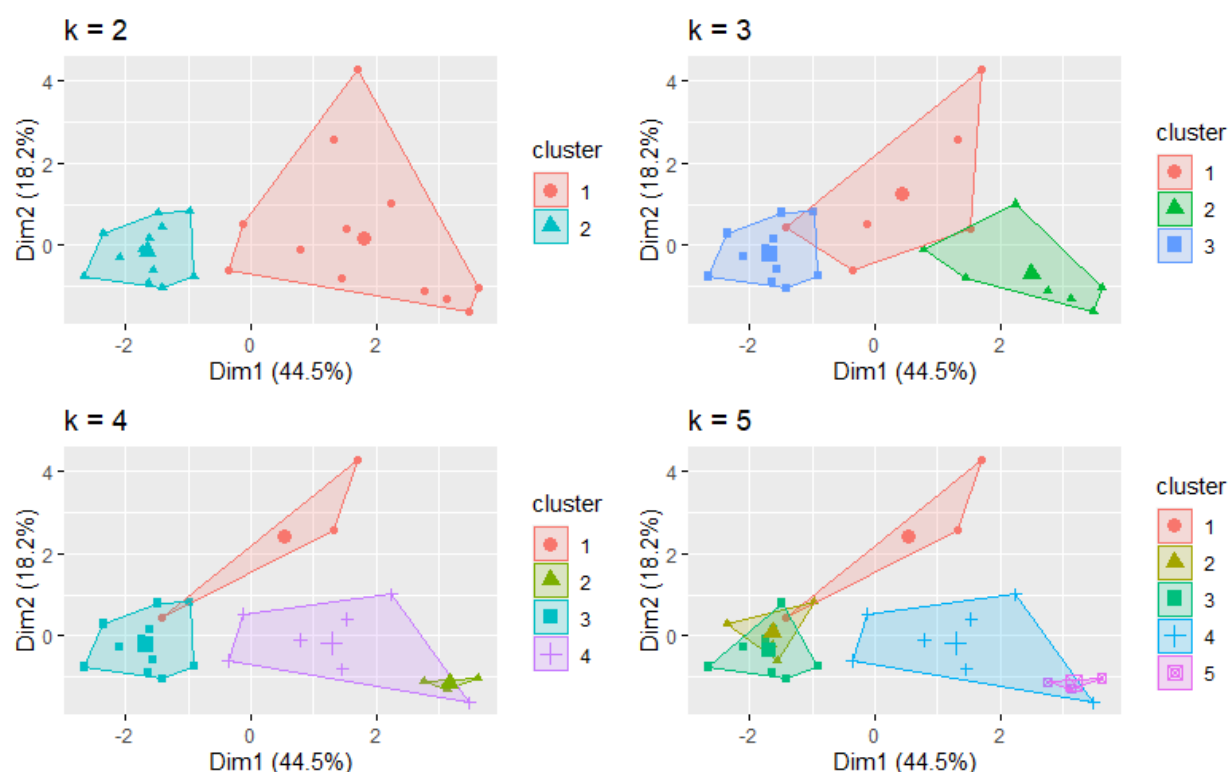 k = 2
4
2
0
-2
0
2
Dim2 (18.2%)
Dim1 (44.5%)
cluster
1
2
k = 3
4
2
0
-2
0
2
Dim2 (18.2%)
Dim1 (44.5%)
cluster
1
2
3
k = 4
4
2
0
-2
0
2
Dim2 (18.2%)
Dim1 (44.5%)
cluster
1
2
3
4
k = 5
4
2
0
-2
0
2
Dim2 (18.2%)
Dim1 (44.5%)
cluster
1
2
3
4
5